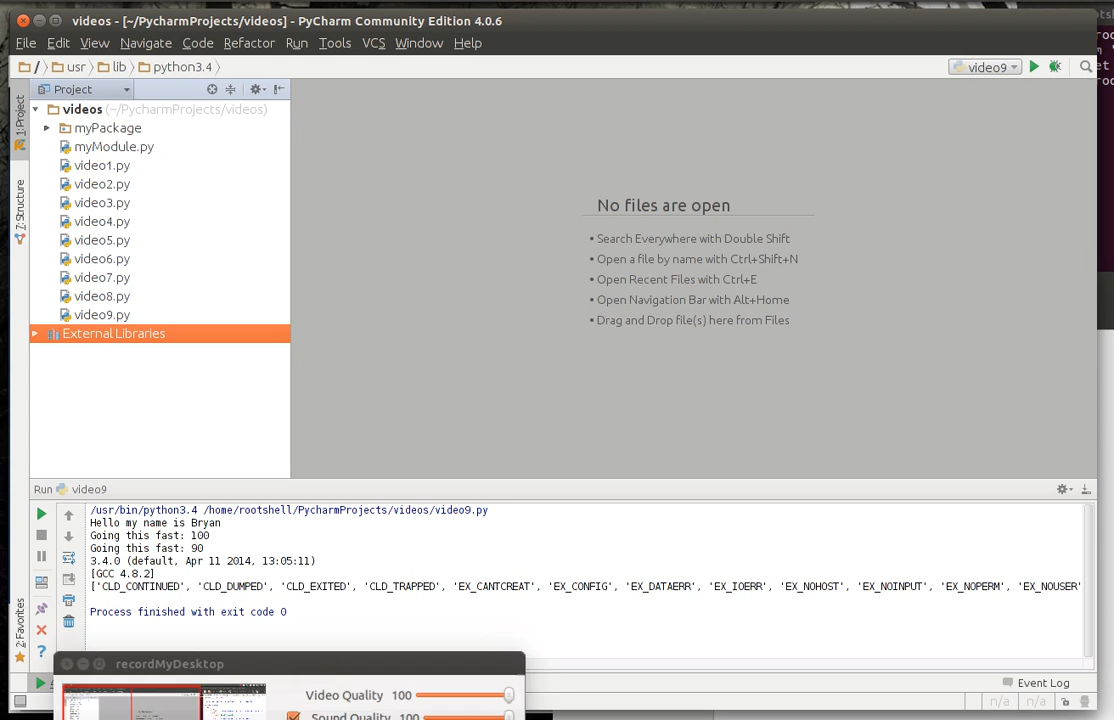 videos - [~/PycharmProjects/videos] - PyCharm Community Edition 4.0.6
File Edit View Navigate Code Refactor Run Tools VCS Window Help
/ usr lib python3.4
video9
1: Project
Project
videos (~/PycharmProjects/videos)
myPackage
myModule.py
video1.py
video2.py
video3.py
video4.py
video5.py
video6.py
video7.py
video8.py
video9.py
External Libraries
7: Structure
No files are open
• Search Everywhere with Double Shift
• Open a file by name with Ctrl+Shift+N
• Open Recent Files with Ctrl+E
• Open Navigation Bar with Alt+Home
• Drag and Drop file(s) here from Files
Run video9
/usr/bin/python3.4 /home/rootshell/PycharmProjects/videos/video9.py
Hello my name is Bryan
Going this fast: 100
Going this fast: 90
3.4.0 (default, Apr 11 2014, 13:05:11)
[GCC 4.8.2]
['CLD_CONTINUED', 'CLD_DUMPED', 'CLD_EXITED', 'CLD_TRAPPED', 'EX_CANTCREAT', 'EX_CONFIG', 'EX_DATAERR', 'EX_IOERR', 'EX_NOHOST', 'EX_NOINPUT', 'EX_NOPERM', 'EX_NOUSER'
Process finished with exit code 0
2: Favorites
recordMyDesktop
Video Quality 100
Sound Quality 100
Event Log
n/a n/a